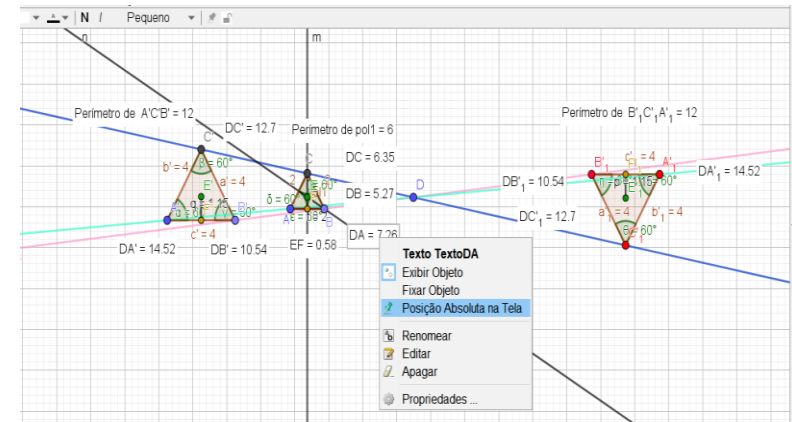 N I Pequeno
n
m
Perímetro de A'C'B' = 12
DC' = 12.7
Perímetro de pol1 = 6
Perímetro de B'₁C'₁A'₁ = 12
C'
C
DC = 6.35
b' = 4
β = 60°
a' = 4
E
DB = 5.27
D
DB'₁ = 10.54
B'₁
c'₁ = 4
A'₁
DA'₁ = 14.52
a'₁ = 4
b'₁ = 4
DC'₁ = 12.7
θ = 60°
c' = 4
A
DA' = 14.52
DB' = 10.54
EF = 0.58
DA = 7.26
Texto TextoDA
Exibir Objeto
Fixar Objeto
Posição Absoluta na Tela
Renomear
Editar
Apagar
Propriedades ...